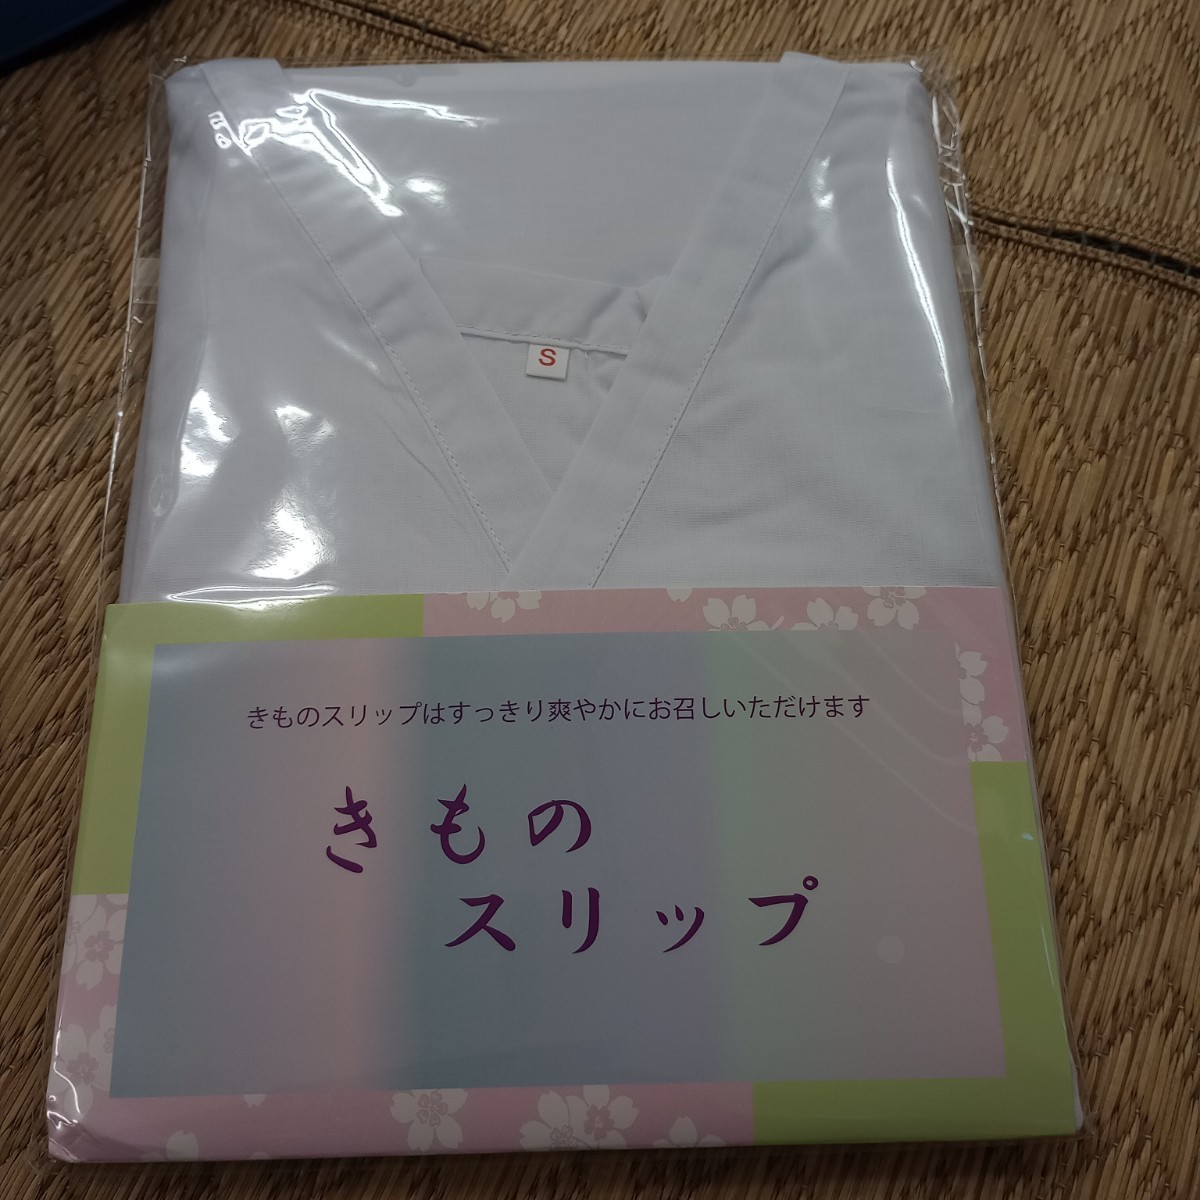 S
きものスリップはすっきり爽やかにお召しいただけます
きもの
スリップ